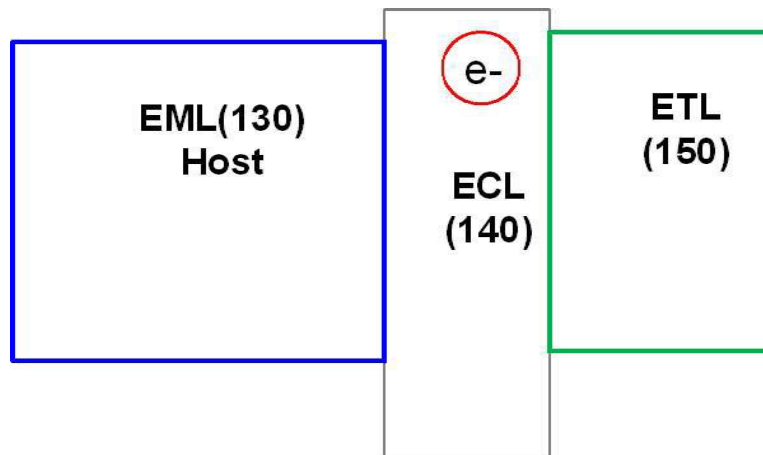 EML(130)
Host
e-
ECL
(140)
ETL
(150)